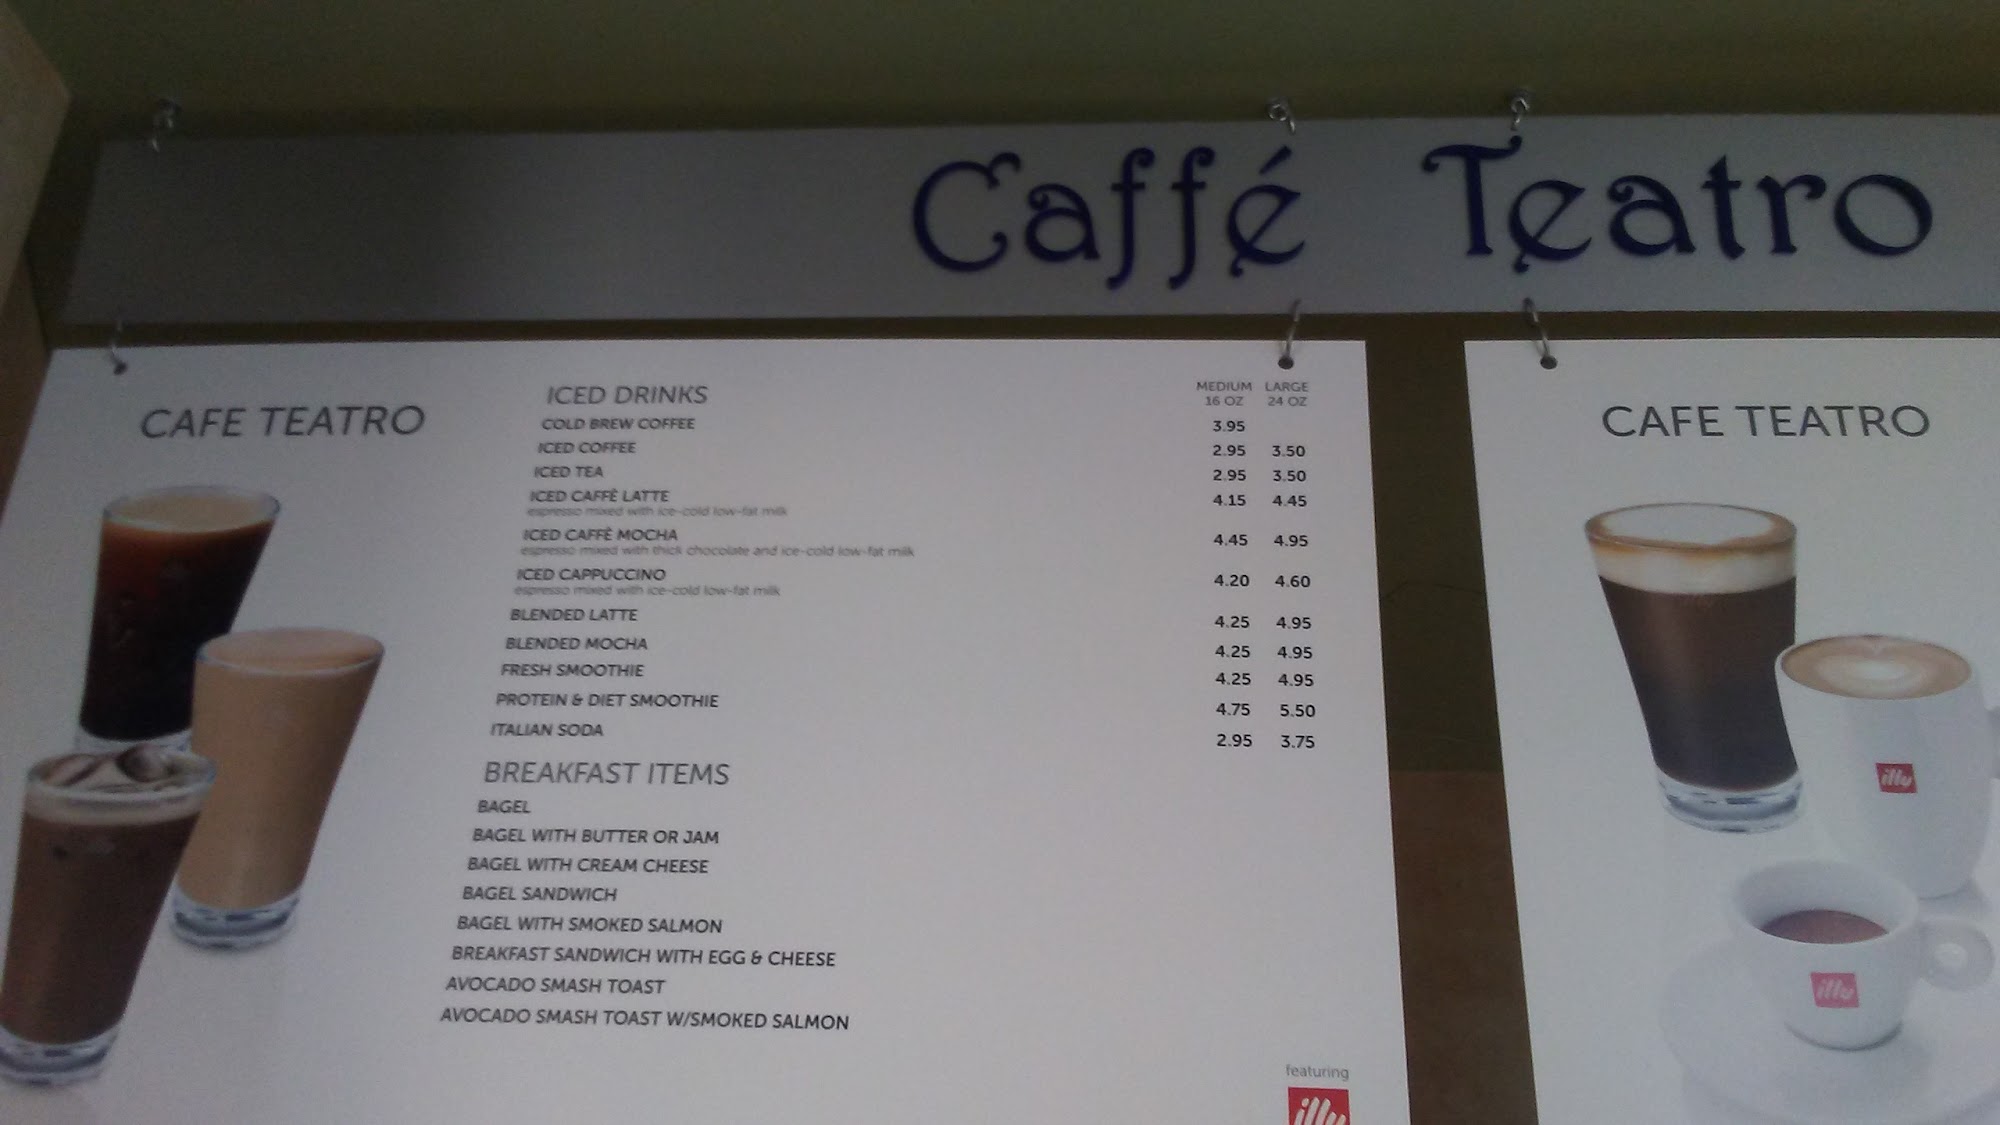 Caffé Teatro
CAFE TEATRO
ICED DRINKS
MEDIUM LARGE
16 OZ 24 OZ
COLD BREW COFFEE 3.95
ICED COFFEE 2.95 3.50
ICED TEA 2.95 3.50
ICED CAFFÈ LATTE 4.15 4.45
espresso mixed with ice-cold low-fat milk
ICED CAFFÈ MOCHA 4.45 4.95
espresso mixed with thick chocolate and ice-cold low-fat milk
ICED CAPPUCCINO 4.20 4.60
espresso mixed with ice-cold low-fat milk
BLENDED LATTE 4.25 4.95
BLENDED MOCHA 4.25 4.95
FRESH SMOOTHIE 4.25 4.95
PROTEIN & DIET SMOOTHIE 4.75 5.50
ITALIAN SODA 2.95 3.75
BREAKFAST ITEMS
BAGEL
BAGEL WITH BUTTER OR JAM
BAGEL WITH CREAM CHEESE
BAGEL SANDWICH
BAGEL WITH SMOKED SALMON
BREAKFAST SANDWICH WITH EGG & CHEESE
AVOCADO SMASH TOAST
AVOCADO SMASH TOAST W/SMOKED SALMON
featuring
illy
CAFE TEATRO
illy
illy